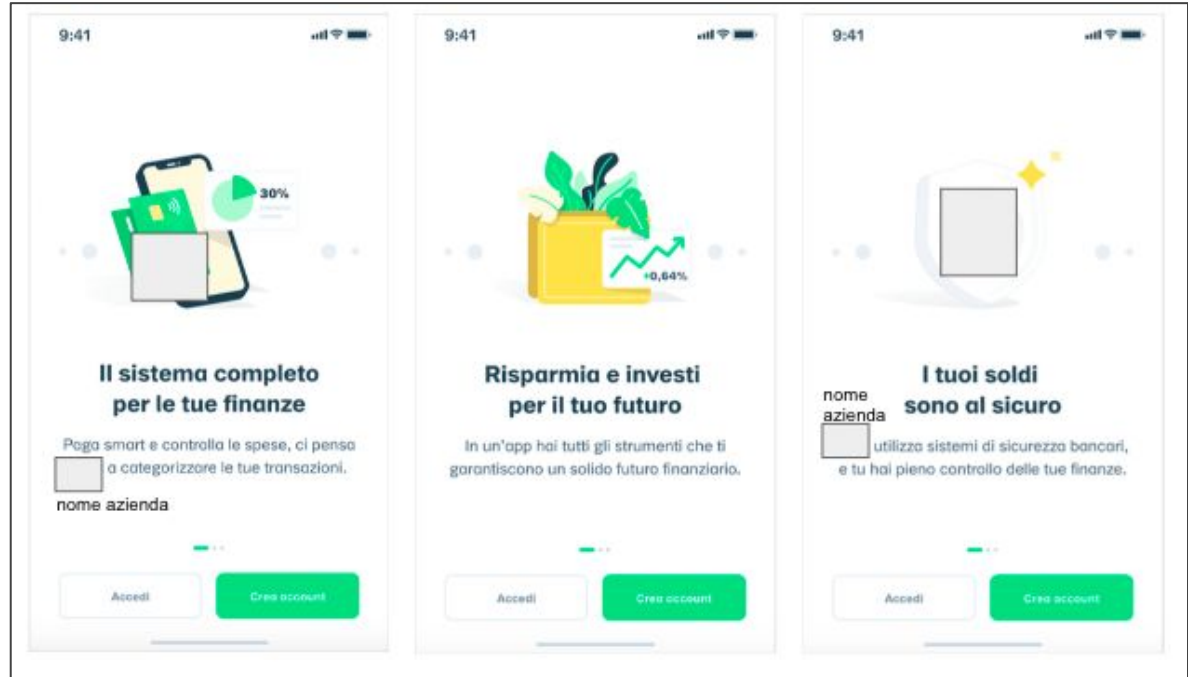 9:41
30%
Il sistema completo
per le tue finanze
Paga smart e controlla le spese, ci pensa
a categorizzare le tue transazioni.
nome azienda
Accedi
Crea account
9:41
+0,64%
Risparmia e investi
per il tuo futuro
In un'app hai tutti gli strumenti che ti
garantiscono un solido futuro finanziario.
Accedi
Crea account
9:41
I tuoi soldi
sono al sicuro
nome
azienda
utilizza sistemi di sicurezza bancari,
e tu hai pieno controllo delle tue finanze.
Accedi
Crea account